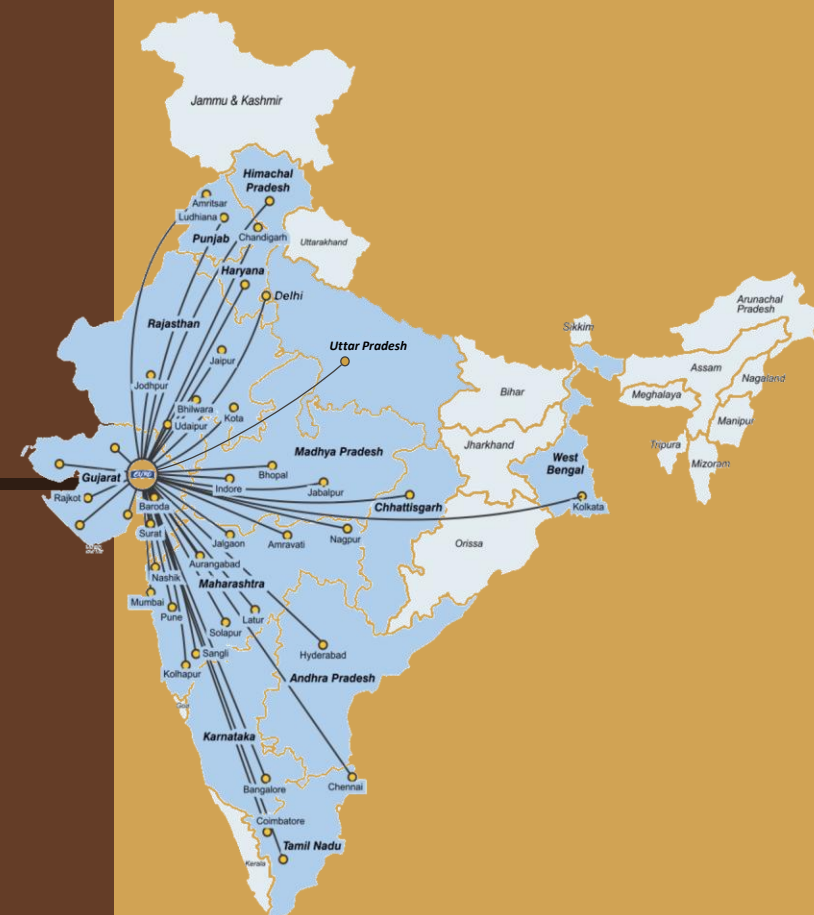 Jammu & Kashmir
Himachal
Pradesh
Amritsar
Ludhiana
Punjab
Chandigarh
Uttarakhand
Haryana
Delhi
Rajasthan
Uttar Pradesh
Jaipur
Jodhpur
Bhilwara
Kota
Udaipur
Sikkim
Arunachal
Pradesh
Assam
Nagaland
Meghalaya
Manipur
Tripura
Mizoram
Bihar
Jharkhand
West
Bengal
Kolkata
Madhya Pradesh
Bhopal
Indore
Jabalpur
Chhattisgarh
Gujarat
Rajkot
Baroda
Surat
Jalgaon
Amravati
Nagpur
Orissa
Aurangabad
Nashik
Maharashtra
Mumbai
Pune
Latur
Solapur
Sangli
Kolhapur
Hyderabad
Andhra Pradesh
Goa
Karnataka
Bangalore
Chennai
Coimbatore
Tamil Nadu
Kerala